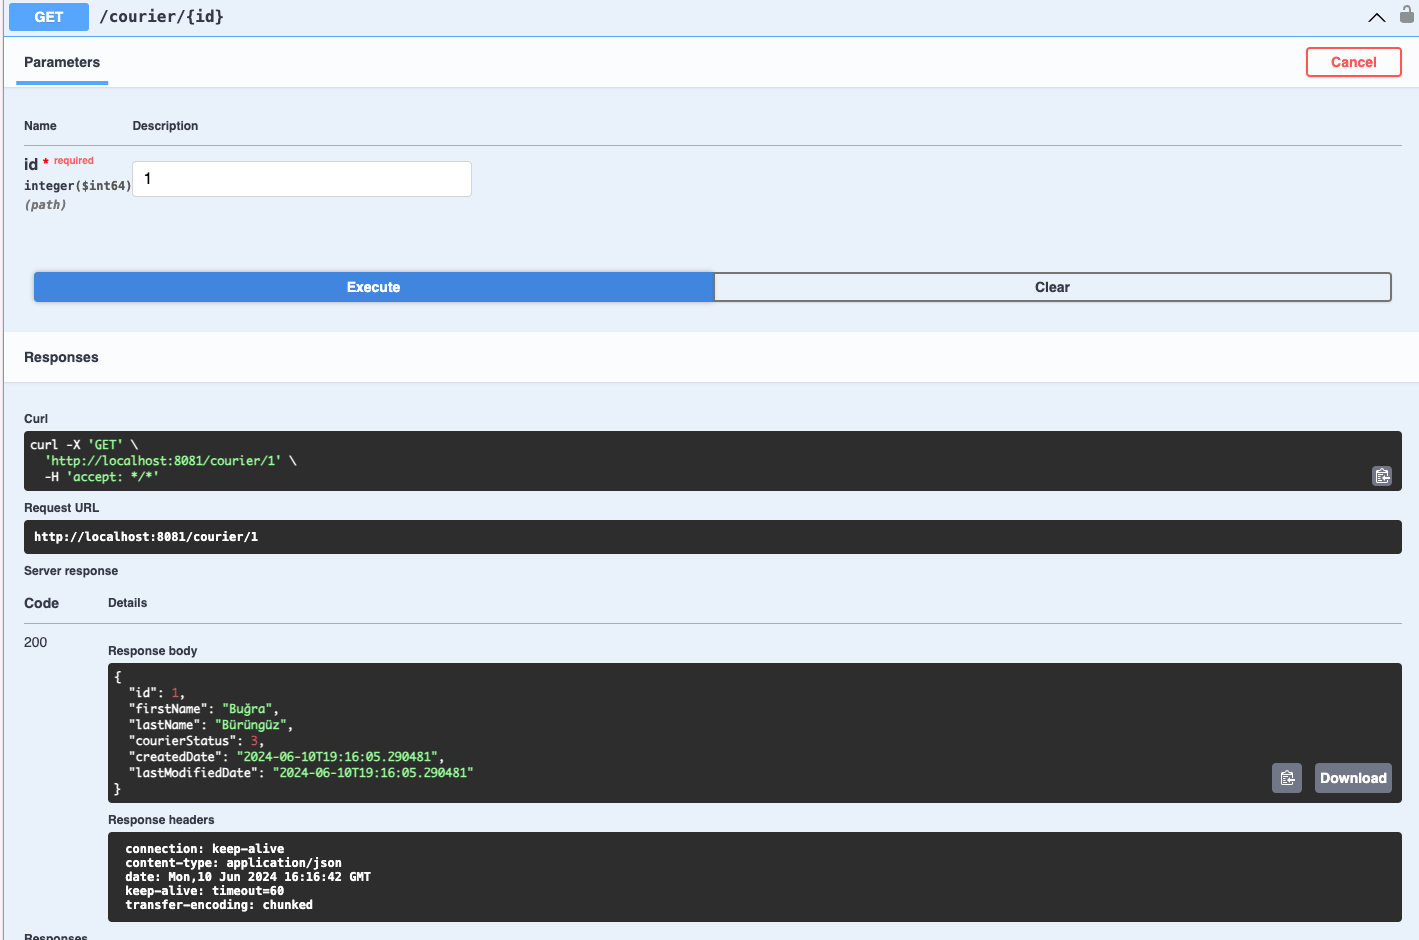 GET /courier/{id}
Parameters
Cancel
Name Description
id * required
integer($int64)
(path)
1
Execute
Clear
Responses
Curl
curl -X 'GET' \
'http://localhost:8081/courier/1' \
-H 'accept: */*'
Request URL
http://localhost:8081/courier/1
Server response
Code Details
200
Response body
{
"id": 1,
"firstName": "Buğra",
"lastName": "Bürüngüz",
"courierStatus": 3,
"createdDate": "2024-06-10T19:16:05.290481",
"lastModifiedDate": "2024-06-10T19:16:05.290481"
}
Download
Response headers
connection: keep-alive
content-type: application/json
date: Mon,10 Jun 2024 16:16:42 GMT
keep-alive: timeout=60
transfer-encoding: chunked
Responses